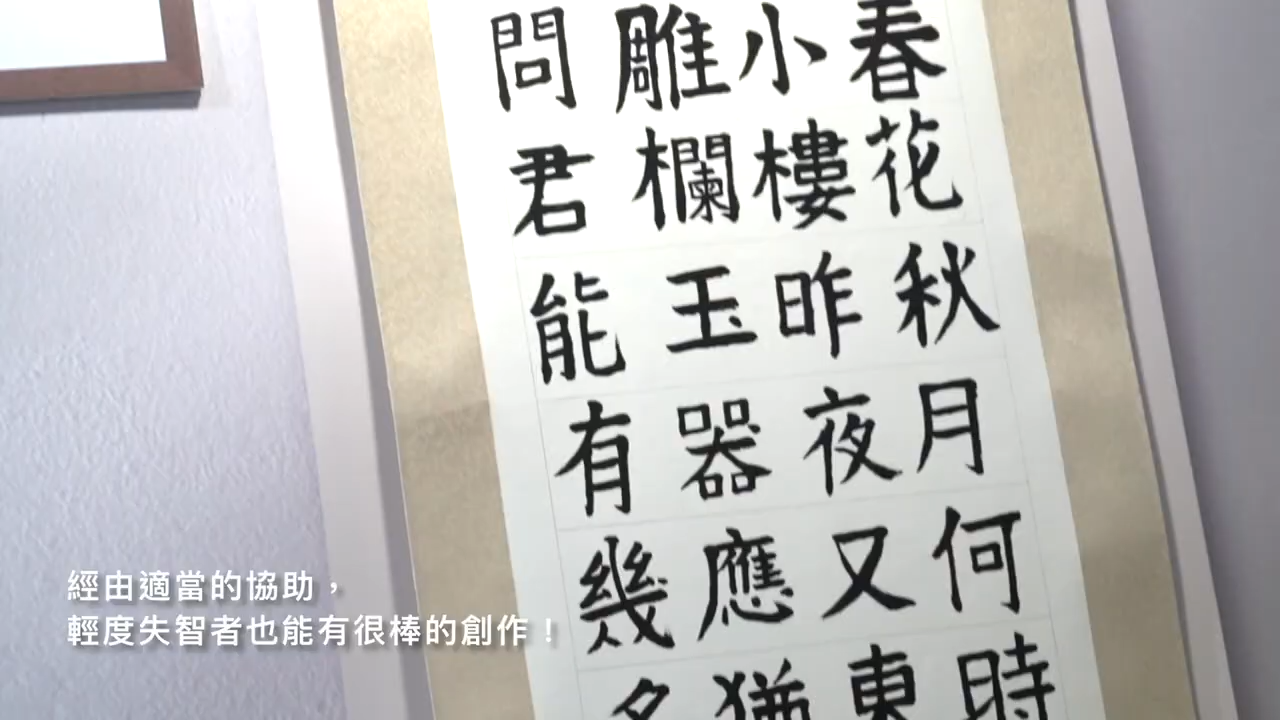 春花秋月何時
小樓昨夜又東
雕欄玉器應猶
問君能有幾多
經由適當的協助，
輕度失智者也能有很棒的創作！